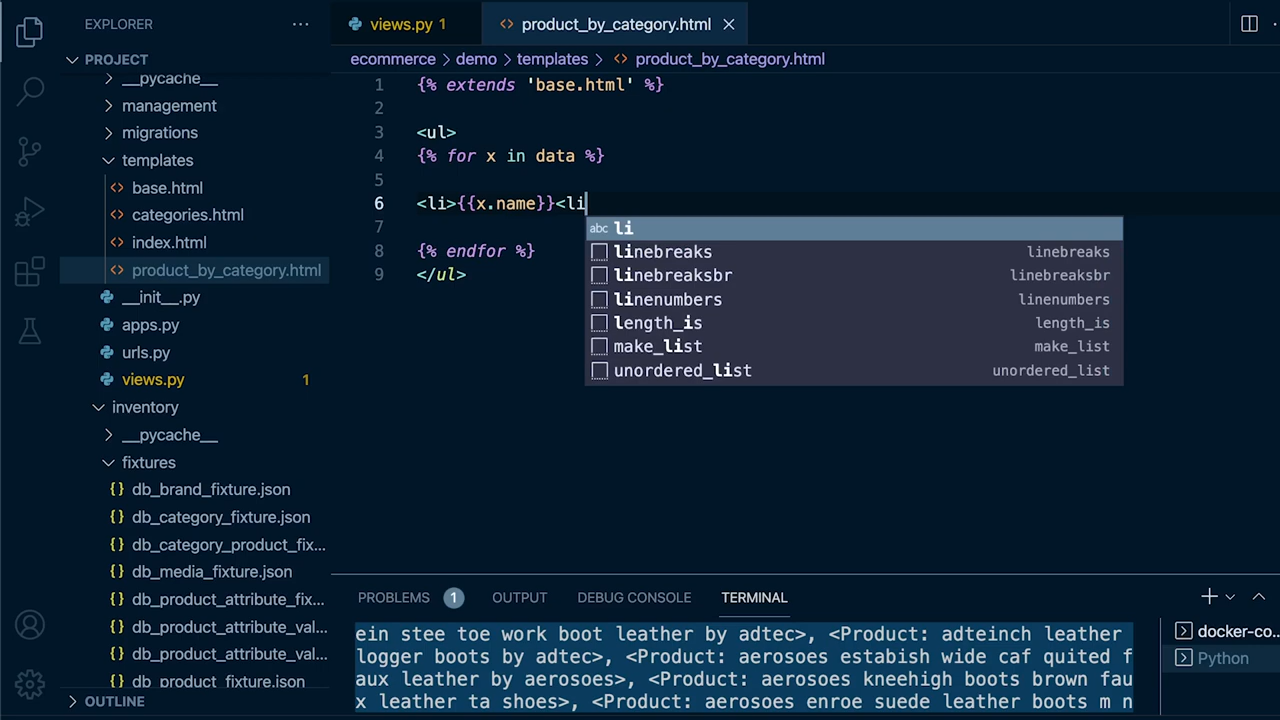 EXPLORER
PROJECT
__pycache__
management
migrations
templates
base.html
categories.html
index.html
product_by_category.html
__init__.py
apps.py
urls.py
views.py 1
inventory
__pycache__
fixtures
{} db_brand_fixture.json
{} db_category_fixture.json
{} db_category_product_fix...
{} db_media_fixture.json
{} db_product_attribute_fix...
{} db_product_attribute_val...
{} db_product_attribute_val...
{} db_product_fixture.json
OUTLINE
views.py 1
product_by_category.html
ecommerce > demo > templates > product_by_category.html
1 {% extends 'base.html' %}
2
3 <ul>
4 {% for x in data %}
5
6 <li>{{x.name}}<li
7
8 {% endfor %}
9 </ul>
abc li
linebreaks linebreaks
linebreaksbr linebreaksbr
linenumbers linenumbers
length_is length_is
make_list make_list
unordered_list unordered_list
PROBLEMS 1 OUTPUT DEBUG CONSOLE TERMINAL
ein stee toe work boot leather by adtec>, <Product: adteinch leather
logger boots by adtec>, <Product: aerosoes estabish wide caf quited f
aux leather by aerosoes>, <Product: aerosoes kneehigh boots brown fau
x leather ta shoes>, <Product: aerosoes enroe suede leather boots m n
docker-co...
Python